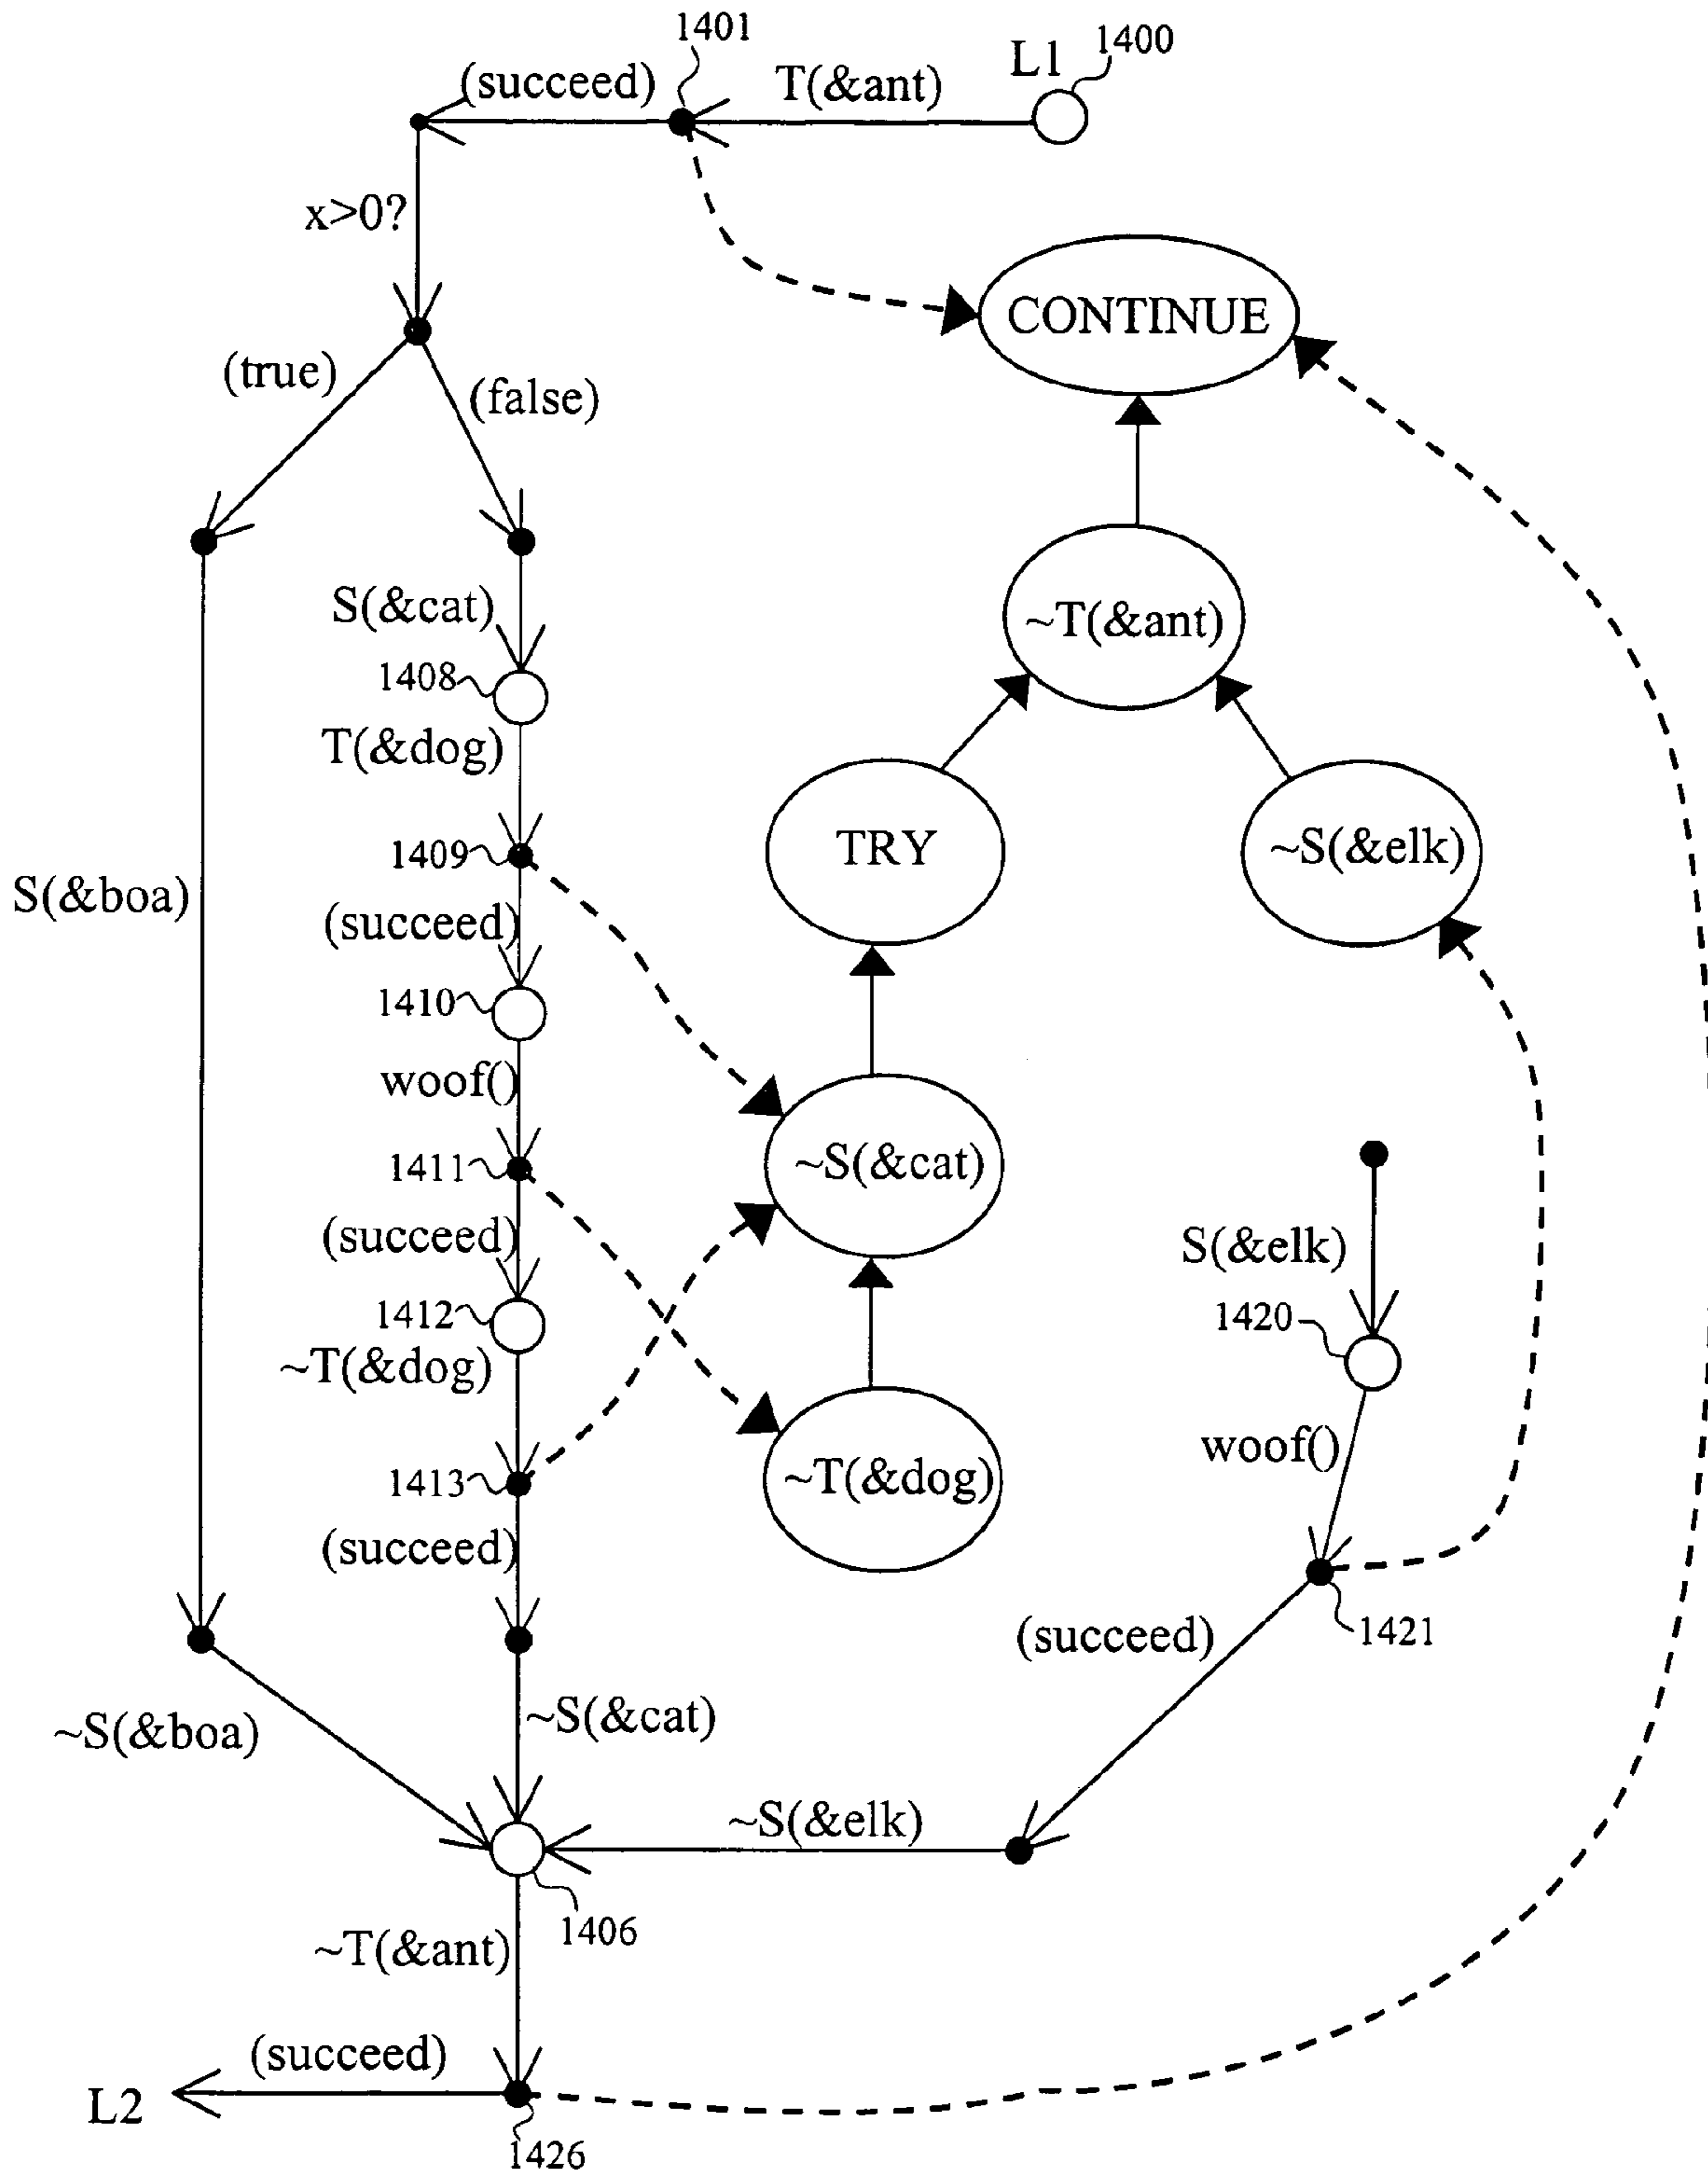 1401
L1
1400
(succeed)
T(&ant)
x>0?
CONTINUE
(true)
(false)
S(&cat)
~T(&ant)
1408
T(&dog)
TRY
~S(&elk)
1409
S(&boa)
(succeed)
1410
woof()
1411
~S(&cat)
(succeed)
S(&elk)
1412
1420
~T(&dog)
woof()
1413
~T(&dog)
(succeed)
(succeed)
1421
~S(&boa)
~S(&cat)
~S(&elk)
1406
~T(&ant)
(succeed)
L2
1426